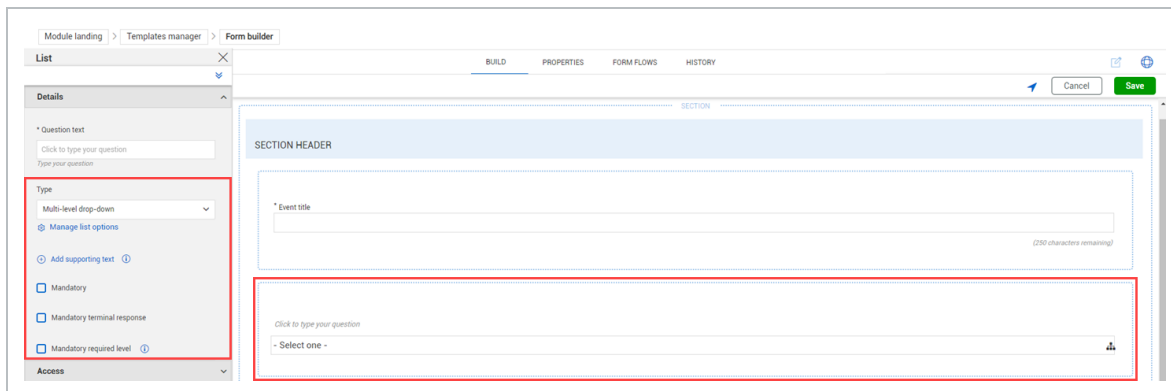 Module landing > Templates manager > Form builder
List
BUILD PROPERTIES FORM FLOWS HISTORY
Cancel Save
Details
SECTION
* Question text
Click to type your question
Type your question
SECTION HEADER
Type
Multi-level drop-down
Manage list options
Add supporting text
Mandatory
Mandatory terminal response
Mandatory required level
Access
* Event title
(250 characters remaining)
Click to type your question
- Select one -